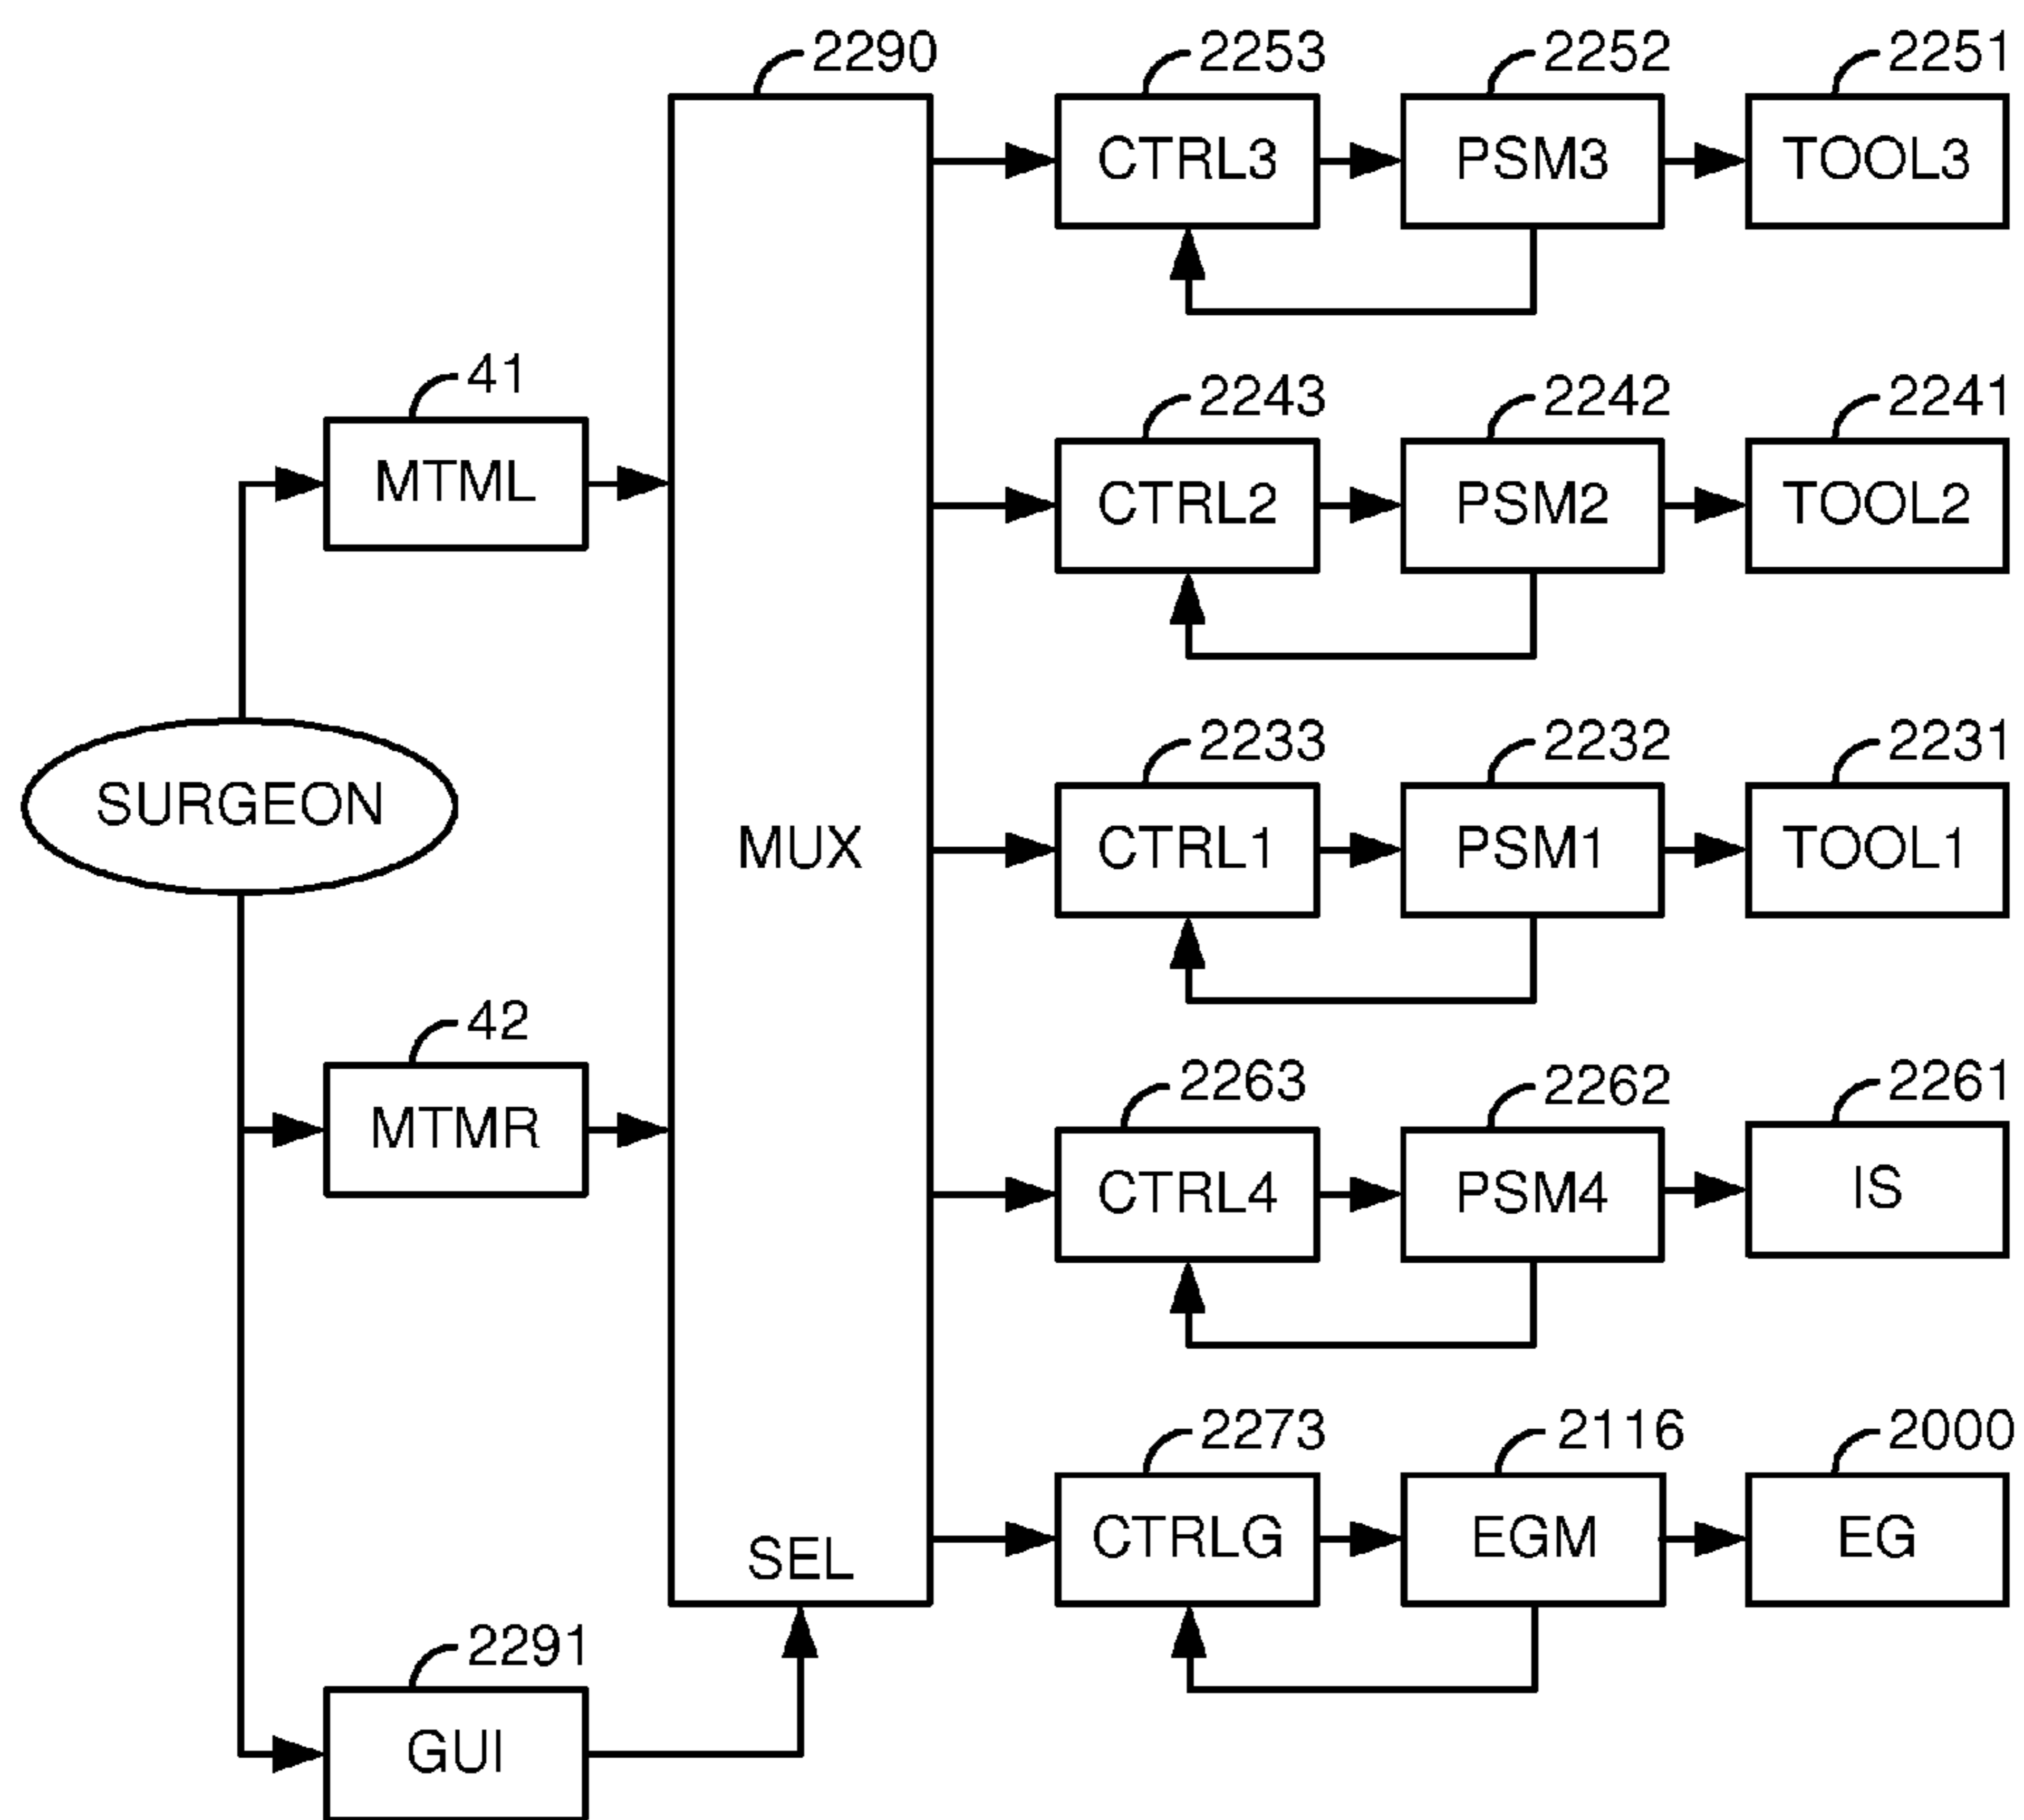 2290
2253
2252
2251
CTRL3
PSM3
TOOL3
41
MTML
2243
2242
2241
CTRL2
PSM2
TOOL2
SURGEON
MUX
2233
2232
2231
CTRL1
PSM1
TOOL1
42
MTMR
2263
2262
2261
CTRL4
PSM4
IS
2273
2116
2000
CTRLG
EGM
EG
SEL
2291
GUI